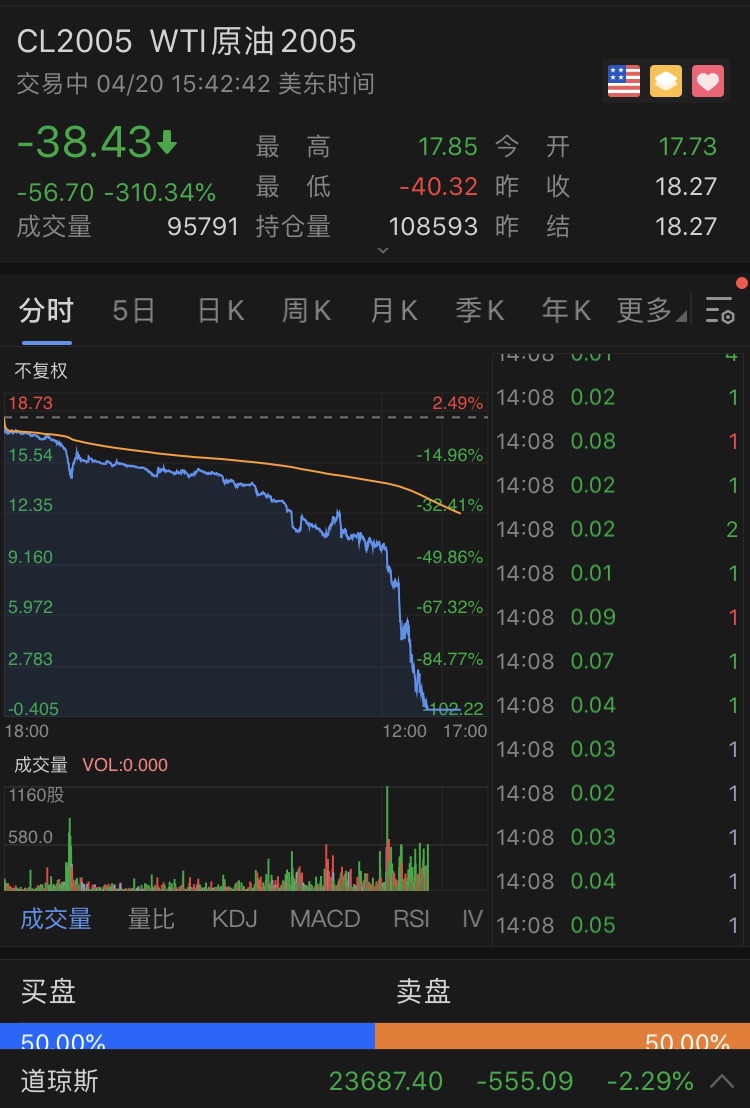 CL2005 WTI原油2005
交易中 04/20 15:42:42 美东时间
-38.43
-56.70 -310.34%
最高 17.85 今开 17.73
最低 -40.32 昨收 18.27
成交量 95791 持仓量 108593 昨结 18.27
分时 5日 日K 周K 月K 季K 年K 更多
不复权
18.73 2.49%
15.54 -14.96%
12.35 -32.41%
9.160 -49.86%
5.972 -67.32%
2.783 -84.77%
-0.405 -102.22
18:00 12:00 17:00
成交量 VOL:0.000
1160股
580.0
成交量 量比 KDJ MACD RSI IV
14:08 0.01 4
14:08 0.02 1
14:08 0.08 1
14:08 0.02 1
14:08 0.02 2
14:08 0.01 1
14:08 0.09 1
14:08 0.07 1
14:08 0.04 1
14:08 0.03 1
14:08 0.02 1
14:08 0.03 1
14:08 0.04 1
14:08 0.05 1
买盘 卖盘
50.00% 50.00%
道琼斯 23687.40 -555.09 -2.29%